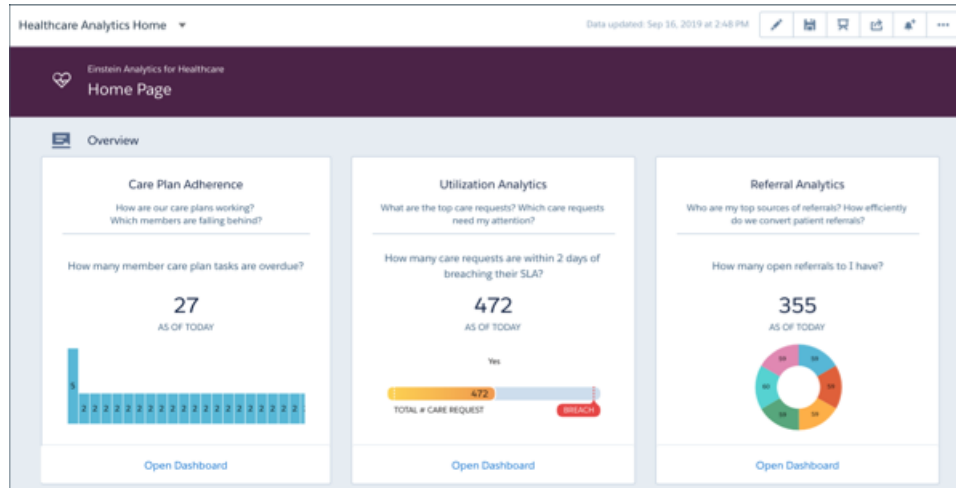 Healthcare Analytics Home
Data updated: Sep 16, 2019 at 2:48 PM
Einstein Analytics for Healthcare
Home Page
Overview
Care Plan Adherence
How are our care plans working?
Which members are falling behind?
How many member care plan tasks are overdue?
27
AS OF TODAY
5
2 2 2 2 2 2 2 2 2 2 2 2 2 2 2 2 2 2 2 2
Open Dashboard
Utilization Analytics
What are the top care requests? Which care requests
need my attention?
How many care requests are within 2 days of
breaching their SLA?
472
AS OF TODAY
Yes
472
TOTAL # CARE REQUEST
BREACH
Open Dashboard
Referral Analytics
Who are my top sources of referrals? How efficiently
do we convert patient referrals?
How many open referrals to I have?
355
AS OF TODAY
59
59
59
59
Open Dashboard